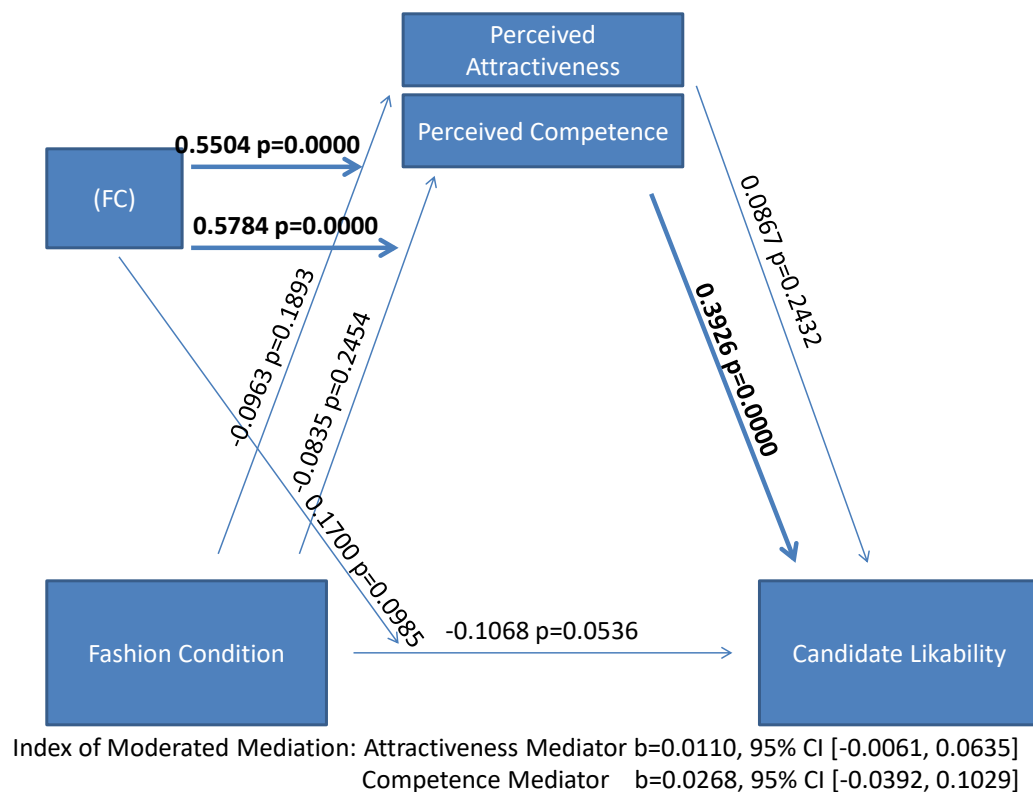 Perceived
Attractiveness
Perceived Competence
(FC)
0.5504 p=0.0000
0.5784 p=0.0000
-0.0963 p=0.1893
-0.0835 p=0.2454
-0.1700 p=0.0985
0.0867 p=0.2432
0.3926 p=0.0000
Fashion Condition
-0.1068 p=0.0536
Candidate Likability
Index of Moderated Mediation: Attractiveness Mediator b=0.0110, 95% CI [-0.0061, 0.0635]
Competence Mediator b=0.0268, 95% CI [-0.0392, 0.1029]